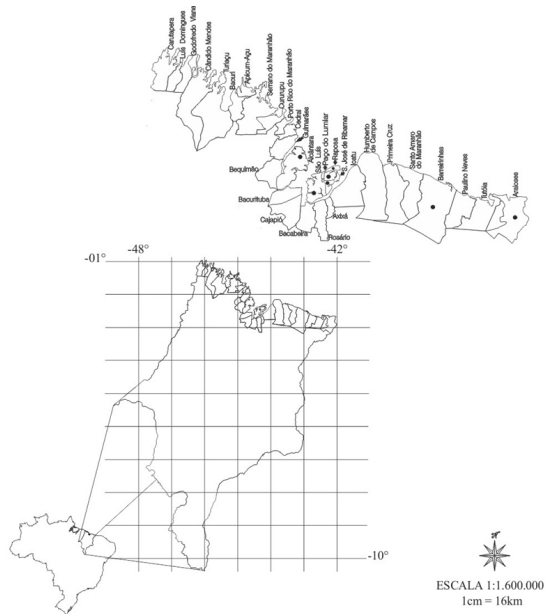 Carutapera
Luís Domingues
Godofredo Viana
Cândido Mendes
Turiaçu
Bacuri
Apicum-Açu
Serrano do Maranhão
Cururupu
Porto Rico do Maranhão
Cedral
Guimarães
Alcântara
São Luís
Paço do Lumiar
Raposa
S. José de Ribamar
Icatu
Humberto
de Campos
Primeira Cruz
Santo Amaro
do Maranhão
Barreirinhas
Paulino Neves
Tutóia
Araioses
Bequimão
Bacurituba
Cajapió
Bacabeira
Rosário
Axixá
-48°
-42°
-01°
-10°
ESCALA 1:1.600.000
1cm = 16km